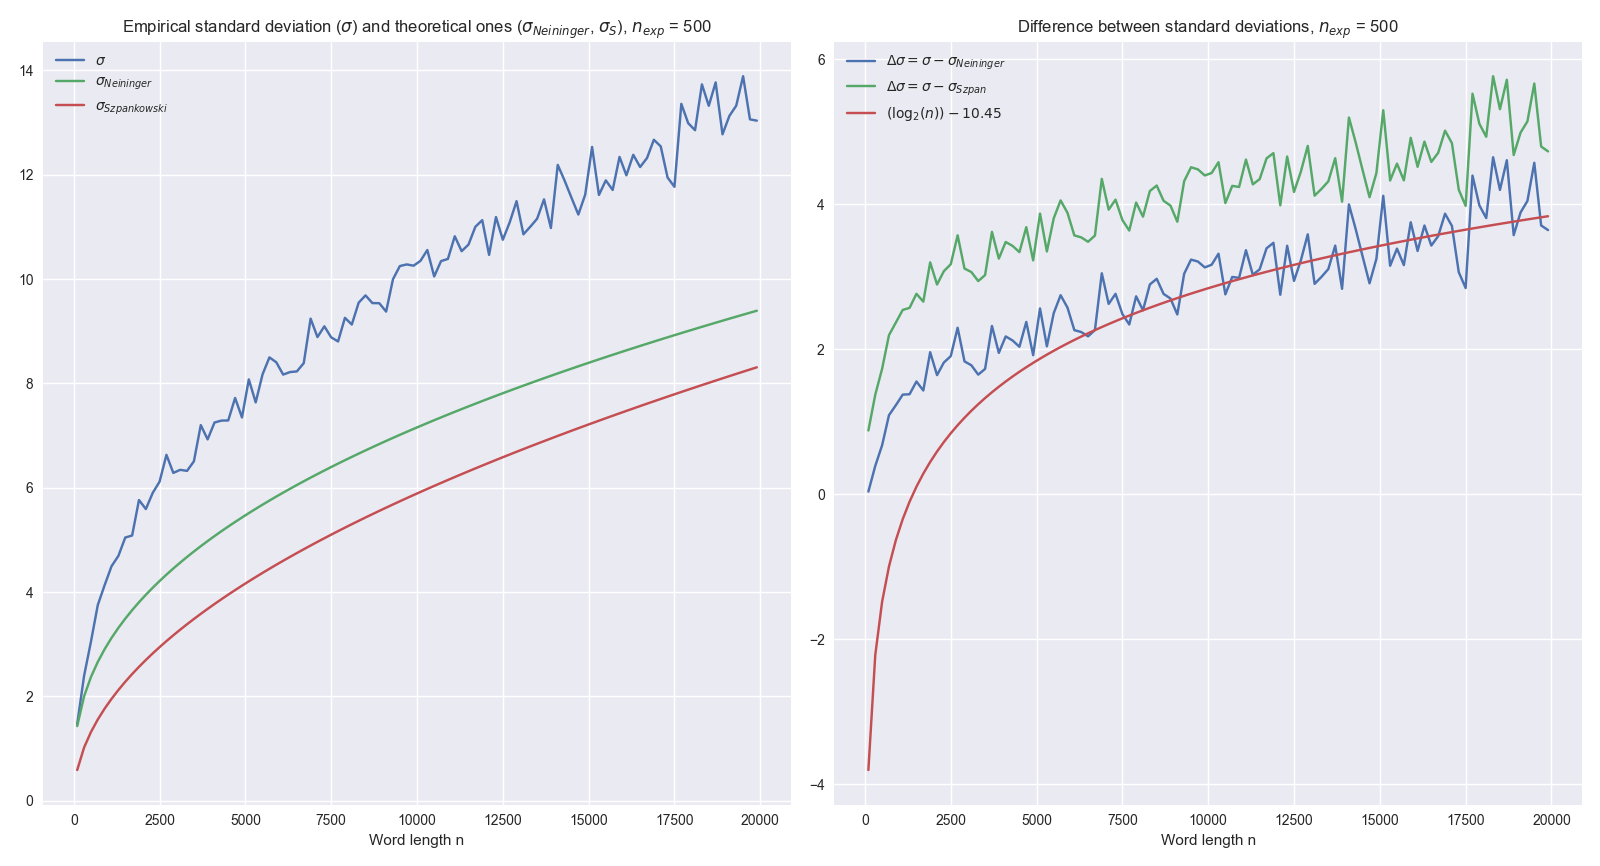 Empirical standard deviation (σ) and theoretical ones (σ_Neininger, σ_S), n_exp = 500
σ
σ_Neininger
σ_Szpankowski
14
12
10
8
6
4
2
0
0 2500 5000 7500 10000 12500 15000 17500 20000
Word length n
Difference between standard deviations, n_exp = 500
Δσ = σ − σ_Neininger
Δσ = σ − σ_Szpan
(log₂(n)) − 10.45
6
4
2
0
−2
−4
0 2500 5000 7500 10000 12500 15000 17500 20000
Word length n